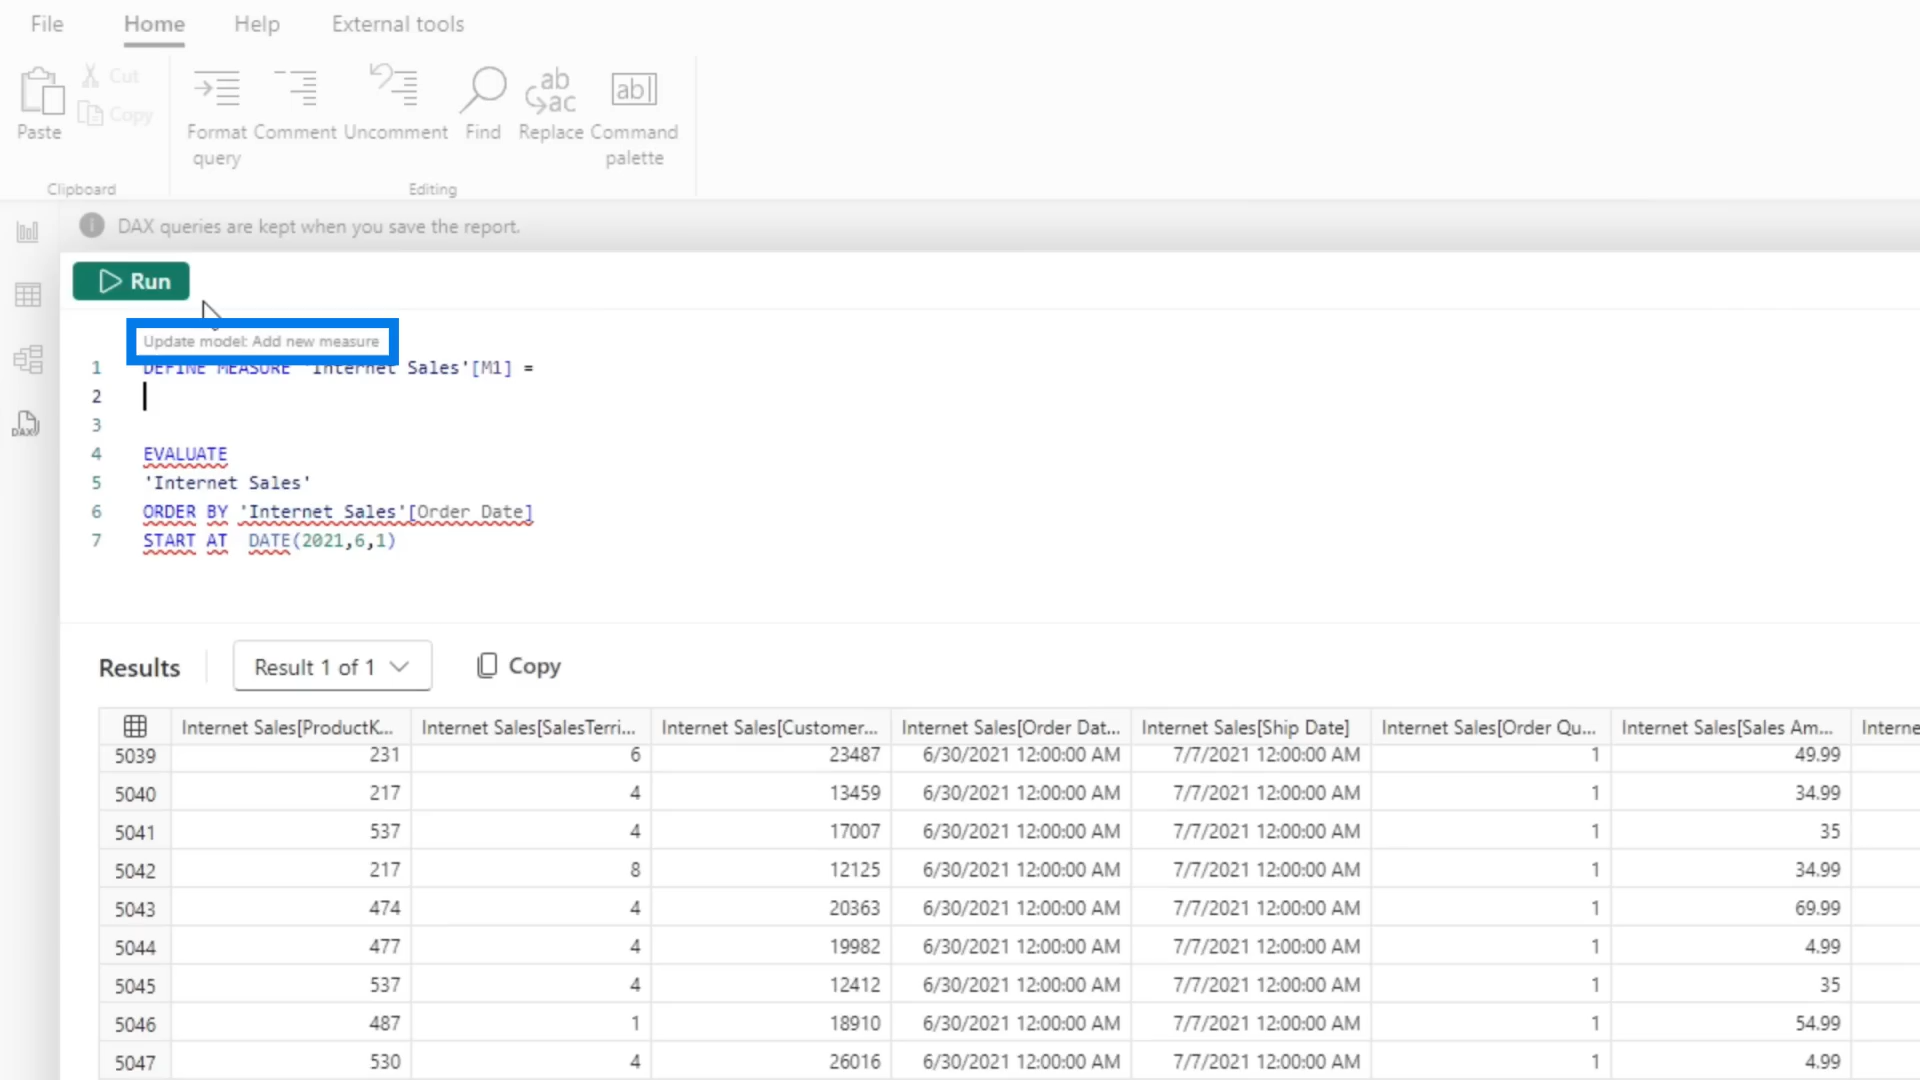 File Home Help External tools
Paste
Cut
Copy
Format query
Comment
Uncomment
Find
Replace
Command palette
Clipboard
Editing
DAX queries are kept when you save the report.
Run
Update model: Add new measure
1 DEFINE MEASURE 'Internet Sales'[M1] =
2
3
4 EVALUATE
5 'Internet Sales'
6 ORDER BY 'Internet Sales'[Order Date]
7 START AT DATE(2021,6,1)
DAX
Results Result 1 of 1 Copy
Internet Sales[ProductK... Internet Sales[SalesTerri... Internet Sales[Customer... Internet Sales[Order Dat... Internet Sales[Ship Date] Internet Sales[Order Qu... Internet Sales[Sales Am... Interne
5039 231 6 23487 6/30/2021 12:00:00 AM 7/7/2021 12:00:00 AM 1 49.99
5040 217 4 13459 6/30/2021 12:00:00 AM 7/7/2021 12:00:00 AM 1 34.99
5041 537 4 17007 6/30/2021 12:00:00 AM 7/7/2021 12:00:00 AM 1 35
5042 217 8 12125 6/30/2021 12:00:00 AM 7/7/2021 12:00:00 AM 1 34.99
5043 474 4 20363 6/30/2021 12:00:00 AM 7/7/2021 12:00:00 AM 1 69.99
5044 477 4 19982 6/30/2021 12:00:00 AM 7/7/2021 12:00:00 AM 1 4.99
5045 537 4 12412 6/30/2021 12:00:00 AM 7/7/2021 12:00:00 AM 1 35
5046 487 1 18910 6/30/2021 12:00:00 AM 7/7/2021 12:00:00 AM 1 54.99
5047 530 4 26016 6/30/2021 12:00:00 AM 7/7/2021 12:00:00 AM 1 4.99